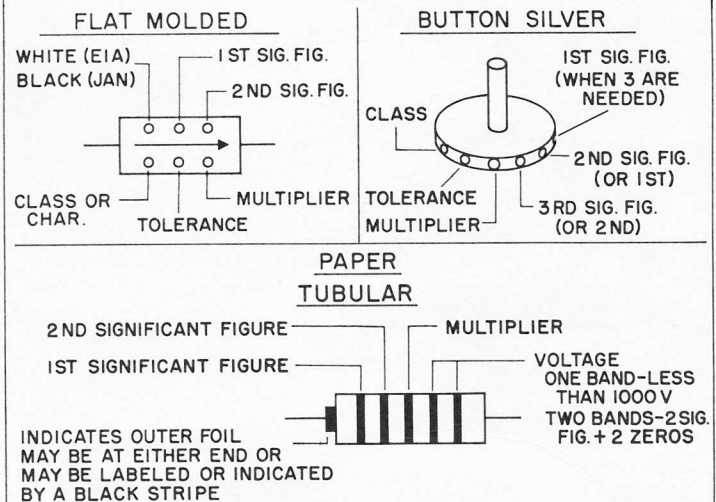 FLAT MOLDED
WHITE (EIA)
BLACK (JAN)
1ST SIG. FIG.
2ND SIG. FIG.
CLASS OR
CHAR.
TOLERANCE
MULTIPLIER
BUTTON SILVER
1ST SIG. FIG.
(WHEN 3 ARE
NEEDED)
CLASS
2ND SIG. FIG.
(OR 1ST)
TOLERANCE
MULTIPLIER
3RD SIG. FIG.
(OR 2ND)
PAPER
TUBULAR
2ND SIGNIFICANT FIGURE
MULTIPLIER
1ST SIGNIFICANT FIGURE
VOLTAGE
ONE BAND-LESS
THAN 1000V
TWO BANDS-2SIG.
FIG. + 2 ZEROS
INDICATES OUTER FOIL
MAY BE AT EITHER END OR
MAY BE LABELED OR INDICATED
BY A BLACK STRIPE